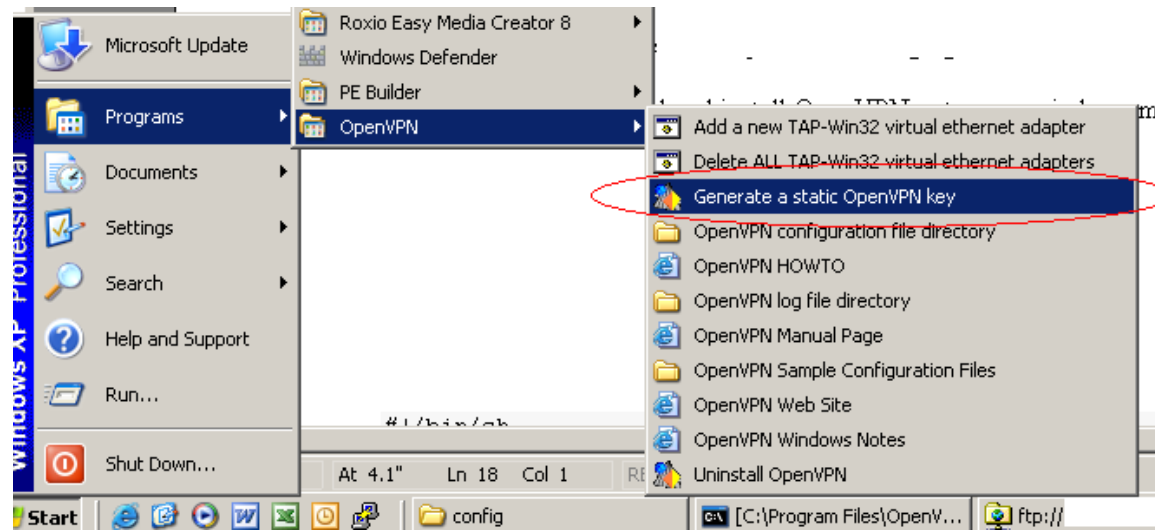 Microsoft Update
Programs
Documents
Settings
Search
Help and Support
Run...
Shut Down...
Windows XP Professional
Roxio Easy Media Creator 8
Windows Defender
PE Builder
OpenVPN
Add a new TAP-Win32 virtual ethernet adapter
Delete ALL TAP-Win32 virtual ethernet adapters
Generate a static OpenVPN key
OpenVPN configuration file directory
OpenVPN HOWTO
OpenVPN log file directory
OpenVPN Manual Page
OpenVPN Sample Configuration Files
OpenVPN Web Site
OpenVPN Windows Notes
Uninstall OpenVPN
#!/bin/sh
At 4.1" Ln 18 Col 1
Start
config
[C:\Program Files\OpenV...
ftp://